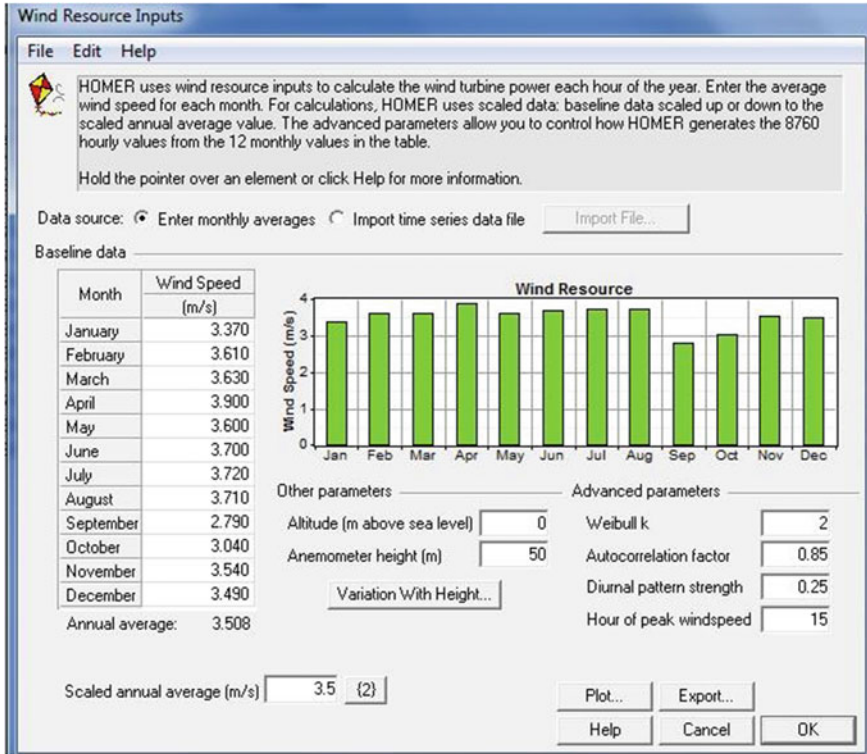 Wind Resource Inputs
File Edit Help
HOMER uses wind resource inputs to calculate the wind turbine power each hour of the year. Enter the average
wind speed for each month. For calculations, HOMER uses scaled data: baseline data scaled up or down to the
scaled annual average value. The advanced parameters allow you to control how HOMER generates the 8760
hourly values from the 12 monthly values in the table.
Hold the pointer over an element or click Help for more information.
Data source: Enter monthly averages Import time series data file Import File...
Baseline data
Month Wind Speed
(m/s)
January 3.370
February 3.610
March 3.630
April 3.900
May 3.600
June 3.700
July 3.720
August 3.710
September 2.790
October 3.040
November 3.540
December 3.490
Annual average: 3.508
Wind Resource
Wind Speed (m/s)
4
3
2
1
0
Jan Feb Mar Apr May Jun Jul Aug Sep Oct Nov Dec
Other parameters
Altitude (m above sea level) 0
Anemometer height (m) 50
Variation With Height...
Advanced parameters
Weibull k 2
Autocorrelation factor 0.85
Diurnal pattern strength 0.25
Hour of peak windspeed 15
Scaled annual average (m/s) 3.5 {2}
Plot... Export...
Help Cancel OK